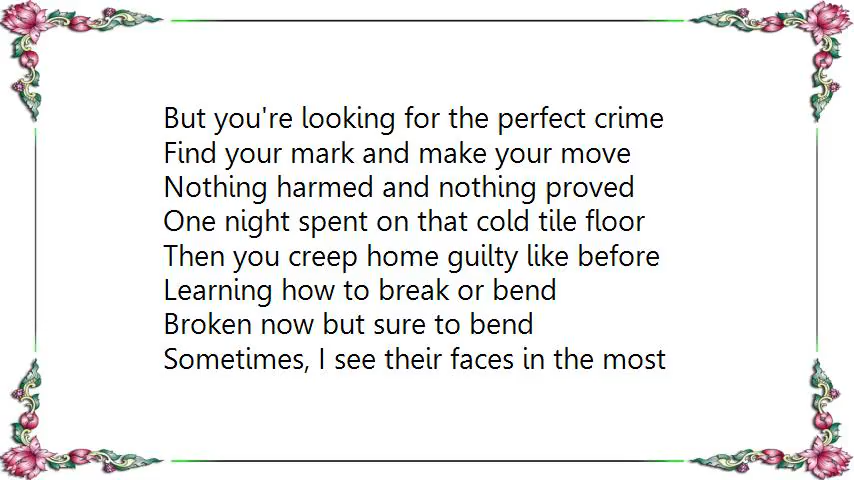 But you're looking for the perfect crime
Find your mark and make your move
Nothing harmed and nothing proved
One night spent on that cold tile floor
Then you creep home guilty like before
Learning how to break or bend
Broken now but sure to bend
Sometimes, I see their faces in the most